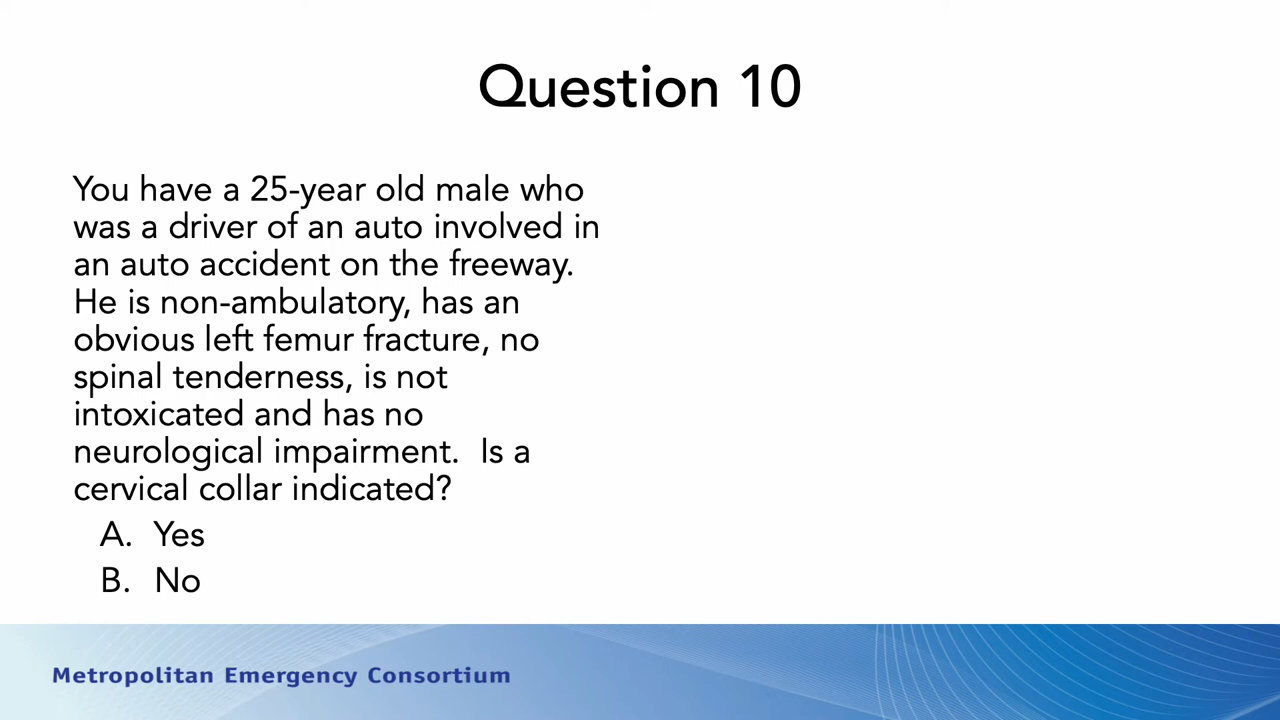 Question 10
You have a 25-year old male who
was a driver of an auto involved in
an auto accident on the freeway.
He is non-ambulatory, has an
obvious left femur fracture, no
spinal tenderness, is not
intoxicated and has no
neurological impairment.  Is a
cervical collar indicated?
A. Yes
B. No
Metropolitan Emergency Consortium